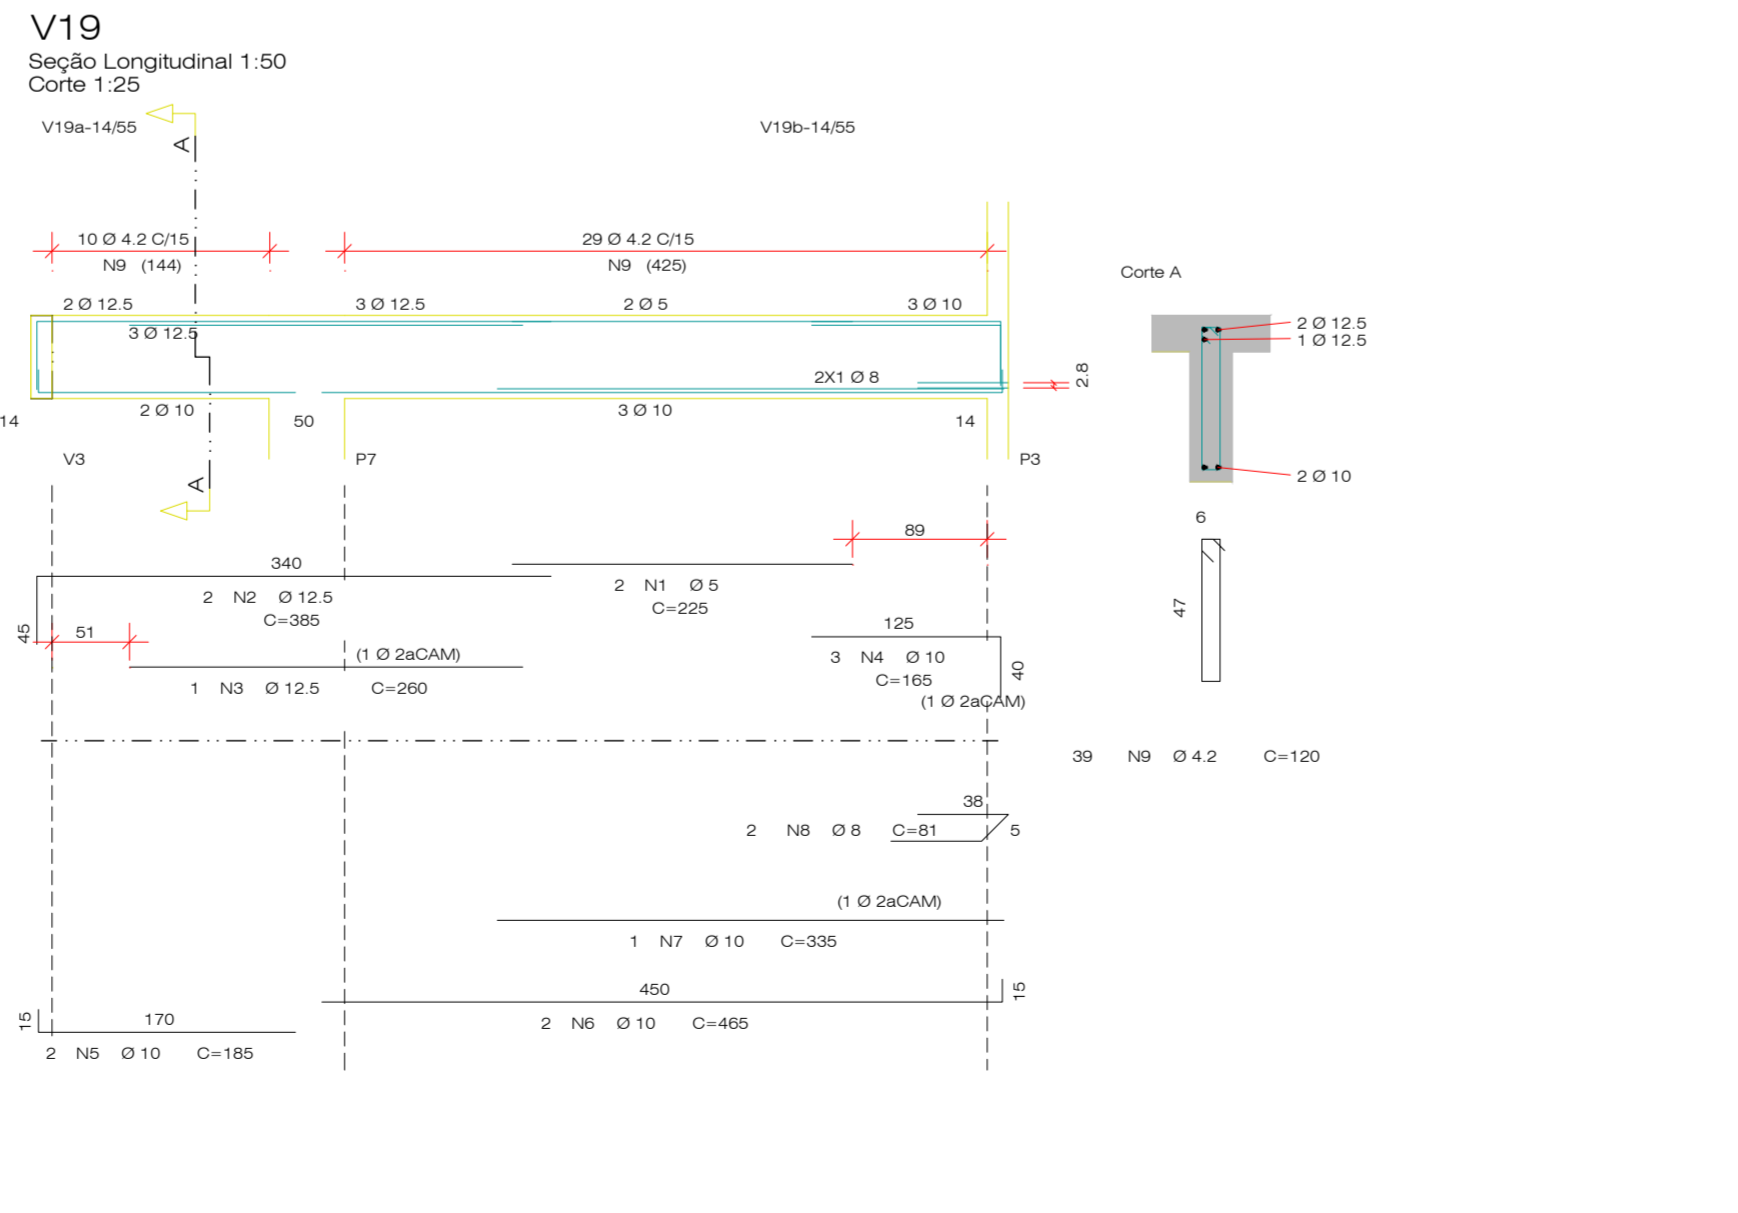 V19
Seção Longitudinal 1:50
Corte 1:25
V19a-14/55
V19b-14/55
A
10 Ø 4.2 C/15
29 Ø 4.2 C/15
N9 (144)
N9 (425)
Corte A
2 Ø 12.5
3 Ø 12.5
2 Ø 5
3 Ø 10
3 Ø 12.5
2 Ø 12.5
1 Ø 12.5
2X1 Ø 8
2.8
2 Ø 10
3 Ø 10
14
50
14
V3
P7
P3
2 Ø 10
A
6
89
340
2 N1 Ø 5
C=225
2 N2 Ø 12.5
C=385
47
45
51
125
(1 Ø 2aCAM)
3 N4 Ø 10
C=165
40
1 N3 Ø 12.5 C=260
(1 Ø 2aCAM)
39 N9 Ø 4.2 C=120
38
2 N8 Ø 8 C=81
5
(1 Ø 2aCAM)
1 N7 Ø 10 C=335
450
15
2 N6 Ø 10 C=465
15
170
2 N5 Ø 10 C=185